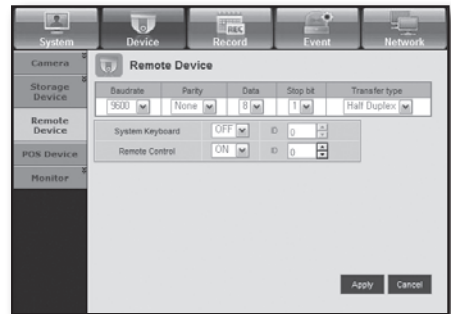 System Device Record Event Network
REC
Camera
Storage Device
Remote Device
POS Device
Monitor
Remote Device
Baudrate Parity Data Stop bit Transfer type
9600 None 8 1 Half Duplex
System Keyboard OFF ID 0
Remote Control ON ID 0
Apply Cancel